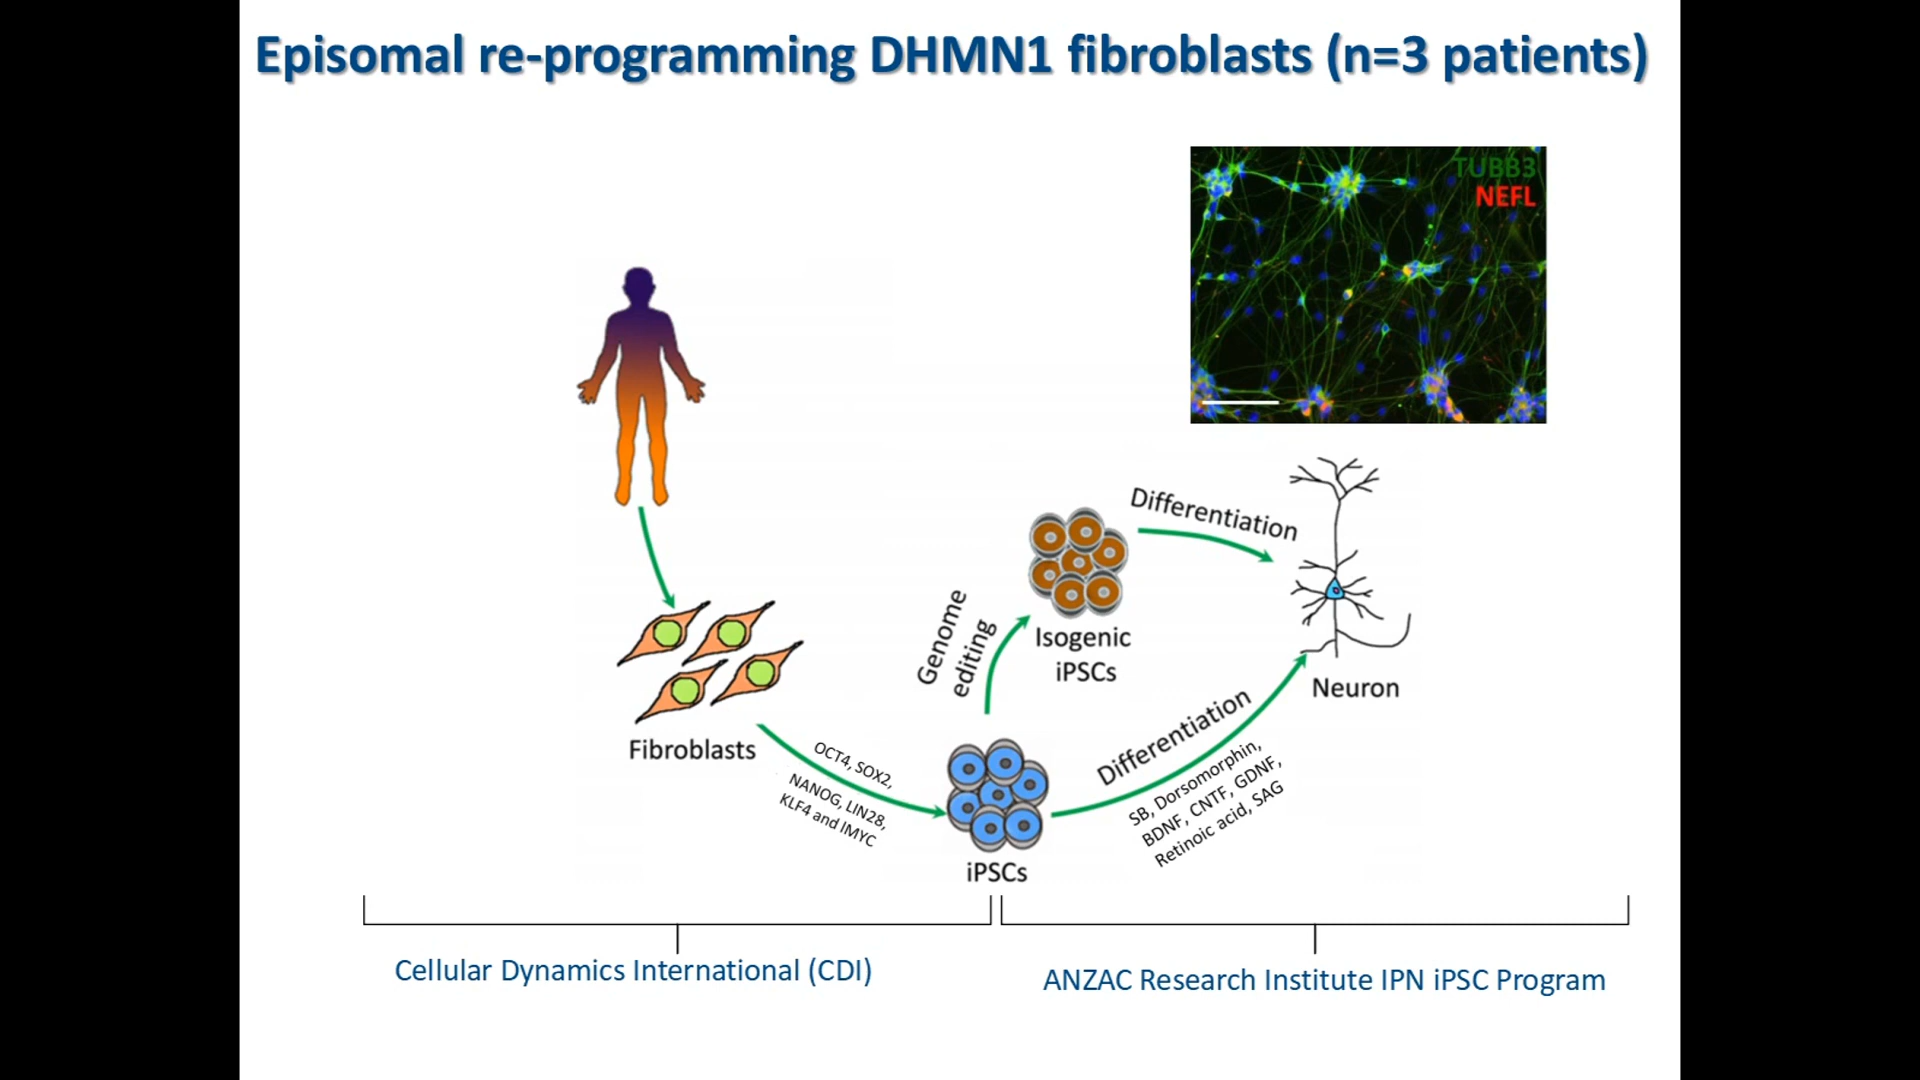 Episomal re-programming DHMN1 fibroblasts (n=3 patients)
TUBB3
NEFL
Differentiation
Genome
editing
Isogenic
iPSCs
Neuron
Differentiation
Fibroblasts
OCT4, SOX2,
NANOG, LIN28,
KLF4 and lMYC
SB, Dorsomorphin,
BDNF, CNTF, GDNF,
Retinoic acid, SAG
iPSCs
Cellular Dynamics International (CDI)
ANZAC Research Institute IPN iPSC Program